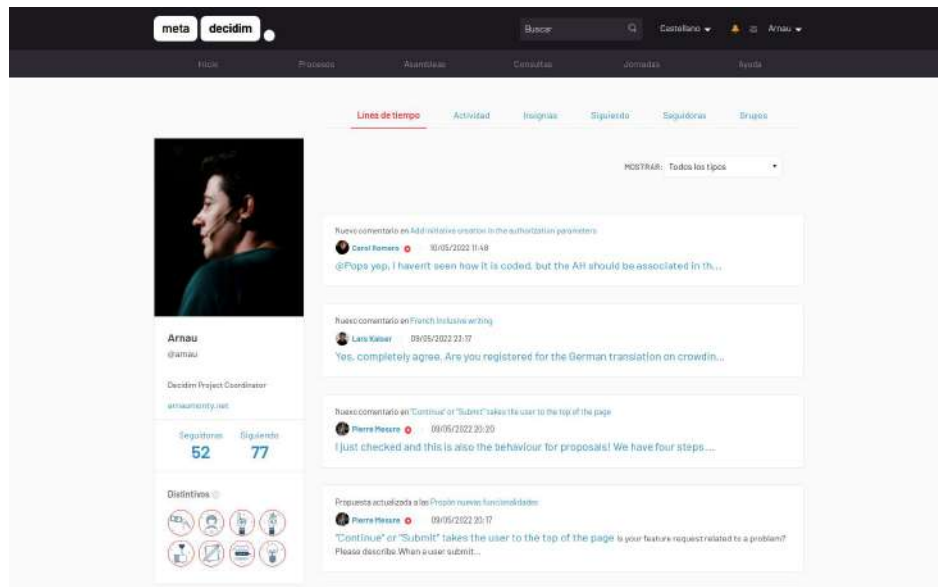 meta decidim
Buscar
Castellano
Arnau
Inicio
Procesos
Asambleas
Consultas
Jornadas
Ayuda
Línea de tiempo
Actividad
Insignias
Siguiendo
Seguidoras
Grupos
MOSTRAR: Todos los tipos
Arnau
@arnau
Decidim Project Coordinator
arnaumonty.net
Seguidoras Siguiendo
52 77
Distintivos
Nuevo comentario en Add initiative creation in the authorization parameters
Carol Romero 10/05/2022 11:48
@Pops yep, I haven't seen how it is coded, but the AH should be associated in th...
Nuevo comentario en French Inclusive writing
Lars Kaiser 09/05/2022 23:17
Yes, completely agree. Are you registered for the German translation on crowdin...
Nuevo comentario en "Continue" or "Submit" takes the user to the top of the page
Pierre Mesure 09/05/2022 20:20
I just checked and this is also the behaviour for proposals! We have four steps....
Propuesta actualizada a las Propón nuevas funcionalidades
Pierre Mesure 09/05/2022 20:17
"Continue" or "Submit" takes the user to the top of the page Is your feature request related to a problem?
Please describe. When a user submit...